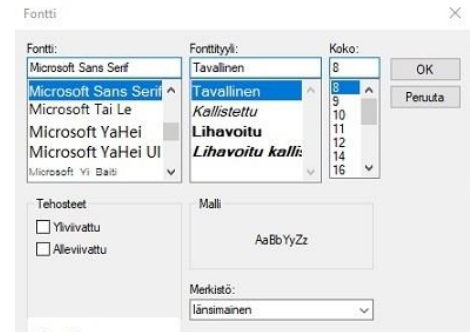 Fontti
Fontti:
Microsoft Sans Serif
Microsoft Sans Serif
Microsoft Tai Le
Microsoft YaHei
Microsoft YaHei UI
Microsoft Yi Baiti
Fonttityyli:
Tavallinen
Tavallinen
Kallistettu
Lihavoitu
Lihavoitu kallis
Koko:
8
8
9
10
11
12
14
16
OK
Peruuta
Tehosteet
Yliviivattu
Alleviivattu
Malli
AaBbYyZz
Merkistö:
länsimainen